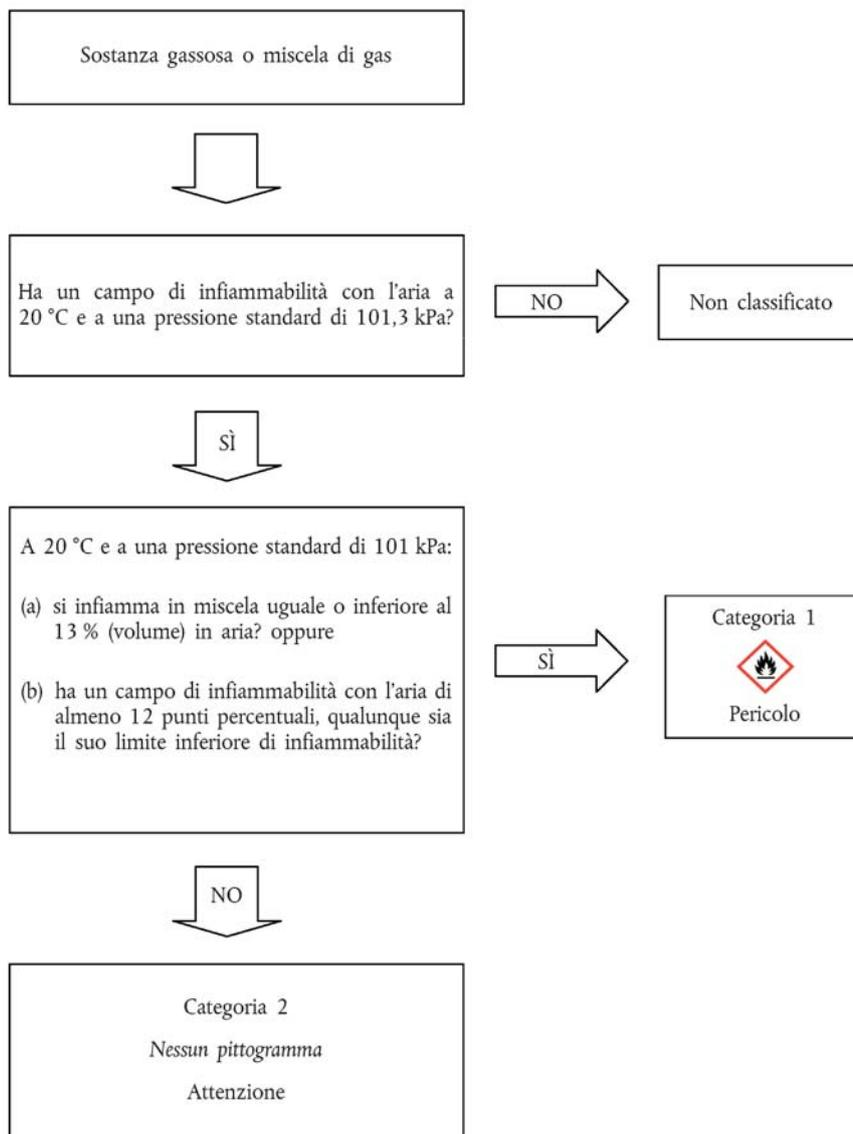 Sostanza gassosa o miscela di gas
Ha un campo di infiammabilità con l'aria a
20 °C e a una pressione standard di 101,3 kPa?
NO
Non classificato
SÌ
A 20 °C e a una pressione standard di 101 kPa:
(a) si infiamma in miscela uguale o inferiore al
13 % (volume) in aria? oppure
(b) ha un campo di infiammabilità con l'aria di
almeno 12 punti percentuali, qualunque sia
il suo limite inferiore di infiammabilità?
SÌ
Categoria 1
Pericolo
NO
Categoria 2
Nessun pittogramma
Attenzione